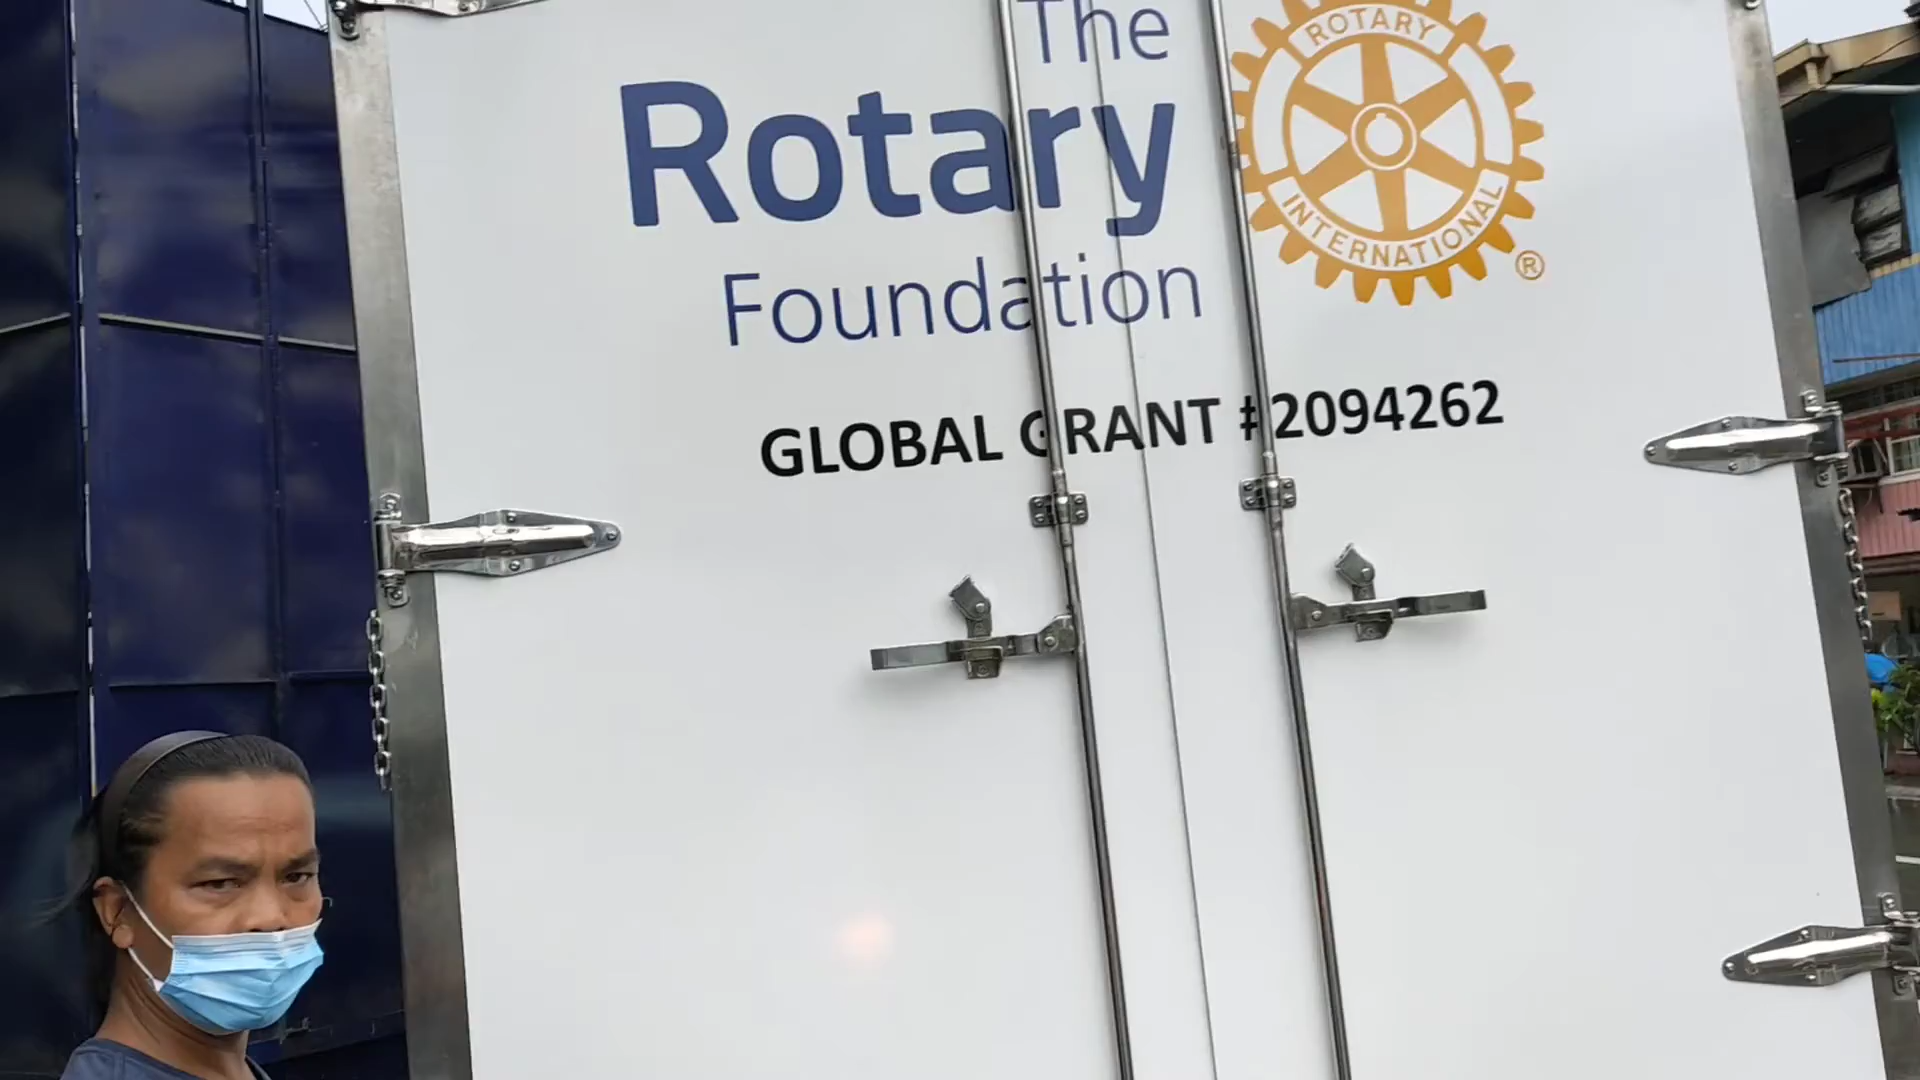 The
Rotary
Foundation
ROTARY
INTERNATIONAL
®
GLOBAL GRANT #2094262